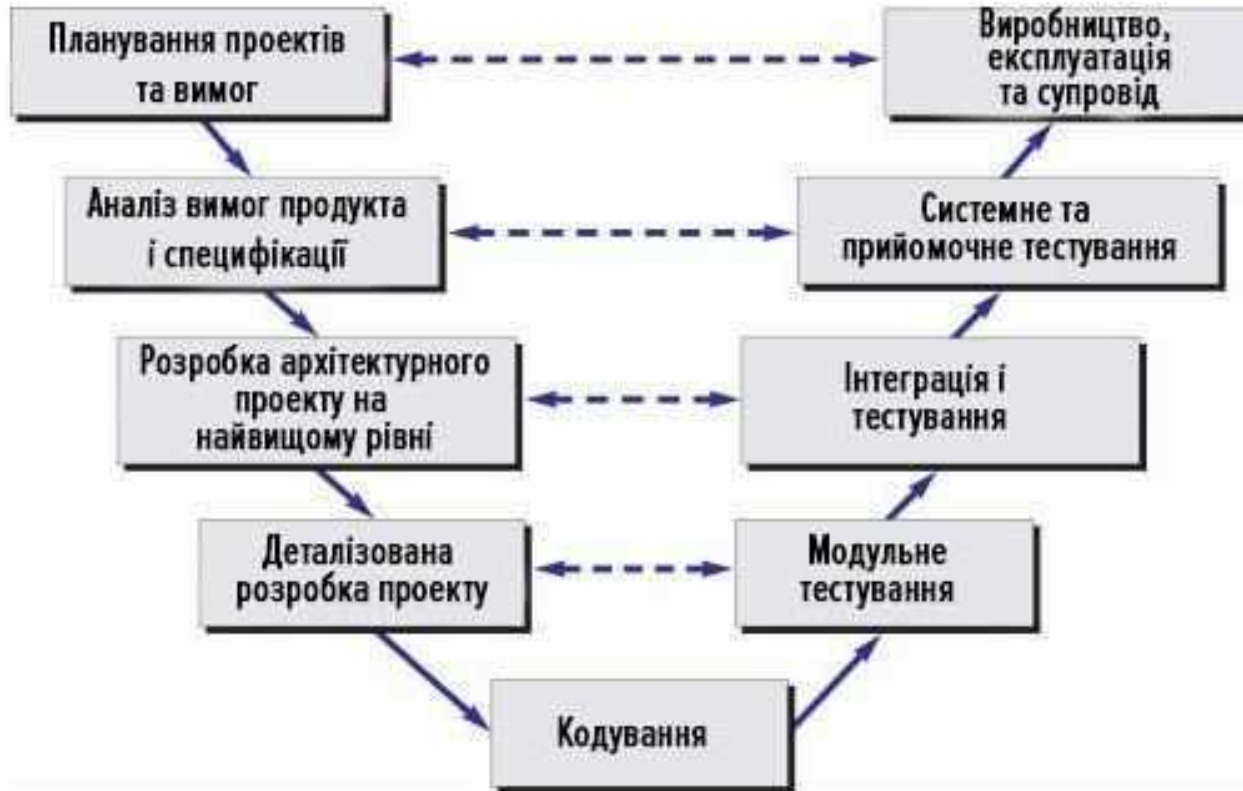 Планування проектів
та вимог
Виробництво,
експлуатація
та супровід
Аналіз вимог продукта
і специфікації
Системне та
прийомочне тестування
Розробка архітектурного
проекту на
найвищому рівні
Інтеграція і
тестування
Деталізована
розробка проекту
Модульне
тестування
Кодування